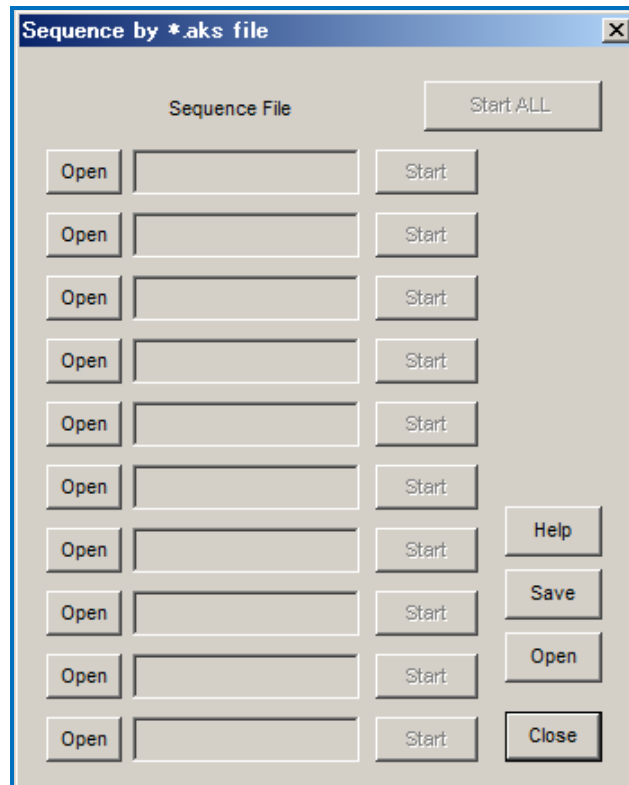 Sequence by *.aks file
Sequence File Start ALL
Open Start
Open Start
Open Start
Open Start
Open Start
Open Start
Open Start Help
Open Start Save
Open Start Open
Open Start Close